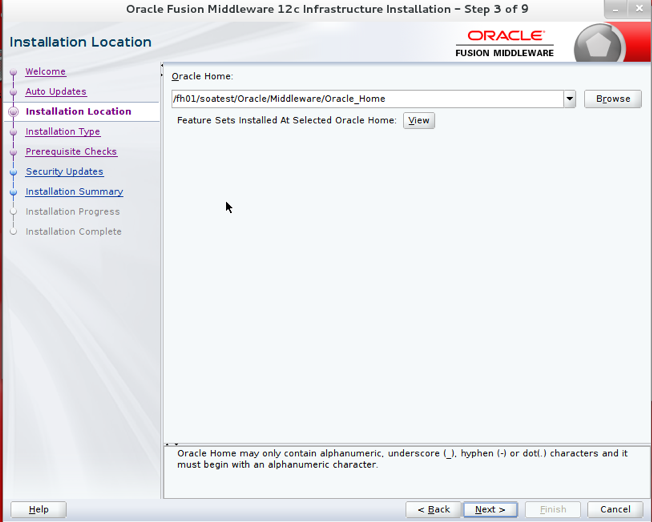 Oracle Fusion Middleware 12c Infrastructure Installation – Step 3 of 9
Installation Location
ORACLE
FUSION MIDDLEWARE
Welcome
Auto Updates
Installation Location
Installation Type
Prerequisite Checks
Security Updates
Installation Summary
Installation Progress
Installation Complete
Oracle Home:
/fh01/soatest/Oracle/Middleware/Oracle_Home
Browse
Feature Sets Installed At Selected Oracle Home: View
Oracle Home may only contain alphanumeric, underscore (_), hyphen (-) or dot(.) characters and it
must begin with an alphanumeric character.
Help
< Back
Next >
Finish
Cancel